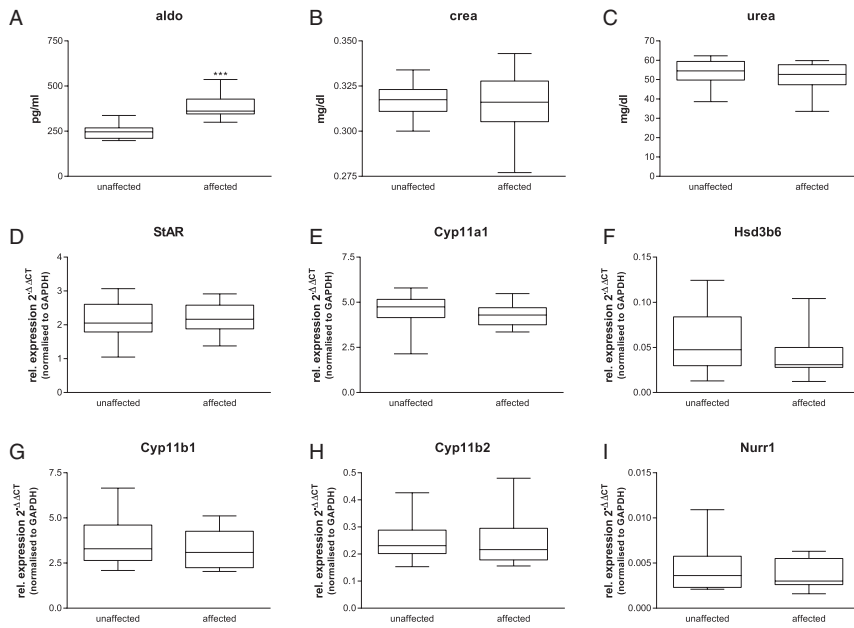 A aldo
pg/ml
750
500
250
0
***
unaffected affected
B crea
mg/dl
0.350
0.325
0.300
0.275
unaffected affected
C urea
mg/dl
70
60
50
40
30
20
10
0
unaffected affected
D StAR
rel. expression 2-ΔΔCT
(normalised to GAPDH)
4
3
2
1
0
unaffected affected
E Cyp11a1
rel. expression 2-ΔΔCT
(normalised to GAPDH)
7.5
5.0
2.5
0.0
unaffected affected
F Hsd3b6
rel. expression 2-ΔΔCT
(normalised to GAPDH)
0.15
0.10
0.05
0.00
unaffected affected
G Cyp11b1
rel. expression 2-ΔΔCT
(normalised to GAPDH)
7.5
5.0
2.5
0.0
unaffected affected
H Cyp11b2
rel. expression 2-ΔΔCT
(normalised to GAPDH)
0.5
0.4
0.3
0.2
0.1
0.0
unaffected affected
I Nurr1
rel. expression 2-ΔΔCT
(normalised to GAPDH)
0.015
0.010
0.005
0.000
unaffected affected